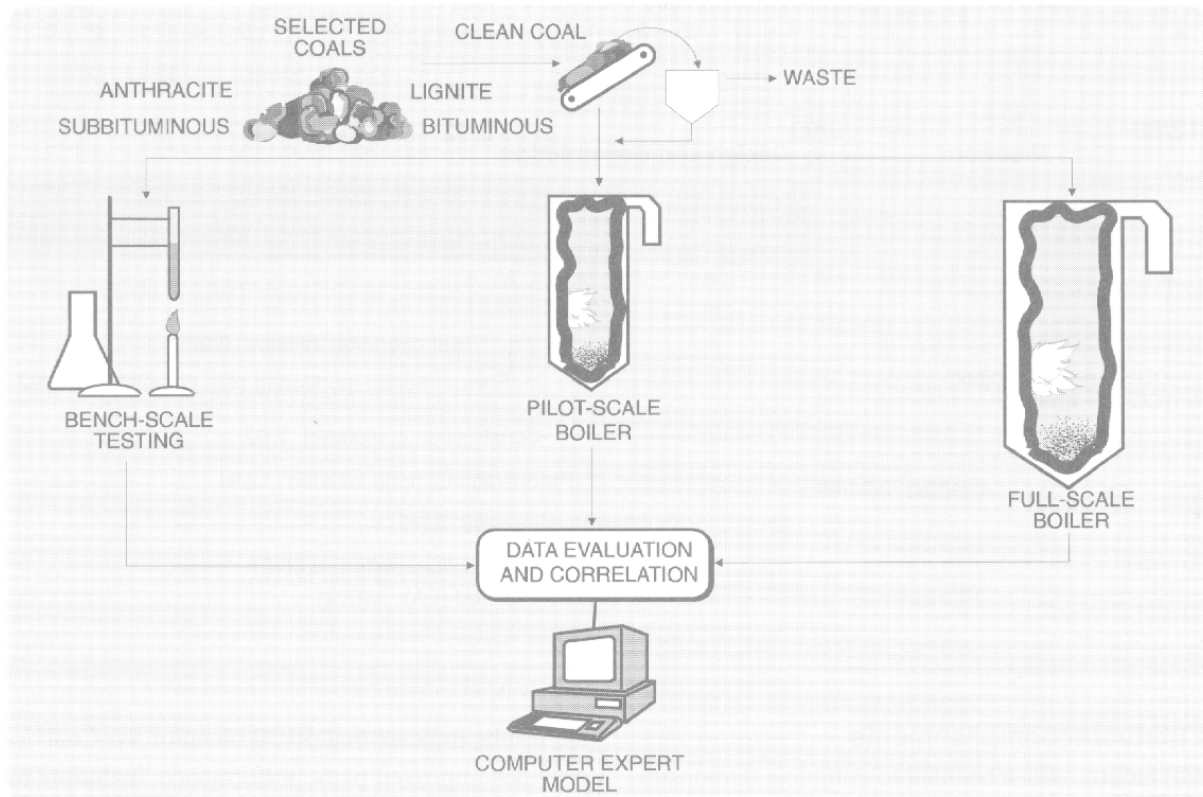 SELECTED
COALS
CLEAN COAL
WASTE
ANTHRACITE
LIGNITE
SUBBITUMINOUS
BITUMINOUS
BENCH-SCALE
TESTING
PILOT-SCALE
BOILER
FULL-SCALE
BOILER
DATA EVALUATION
AND CORRELATION
COMPUTER EXPERT
MODEL